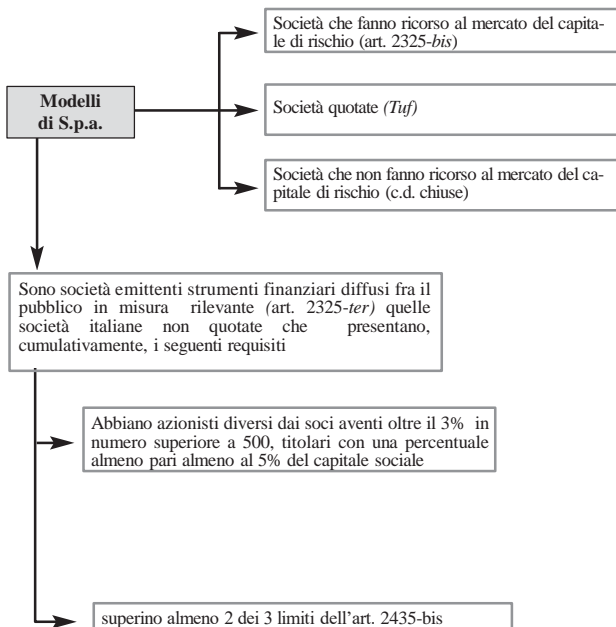 Società che fanno ricorso al mercato del capita-
le di rischio (art. 2325-bis)
Modelli
di S.p.a.
Società quotate (Tuf)
Società che non fanno ricorso al mercato del ca-
pitale di rischio (c.d. chiuse)
Sono società emittenti strumenti finanziari diffusi fra il
pubblico in misura rilevante (art. 2325-ter) quelle
società italiane non quotate che presentano,
cumulativamente, i seguenti requisiti
Abbiano azionisti diversi dai soci aventi oltre il 3% in
numero superiore a 500, titolari con una percentuale
almeno pari almeno al 5% del capitale sociale
superino almeno 2 dei 3 limiti dell'art. 2435-bis